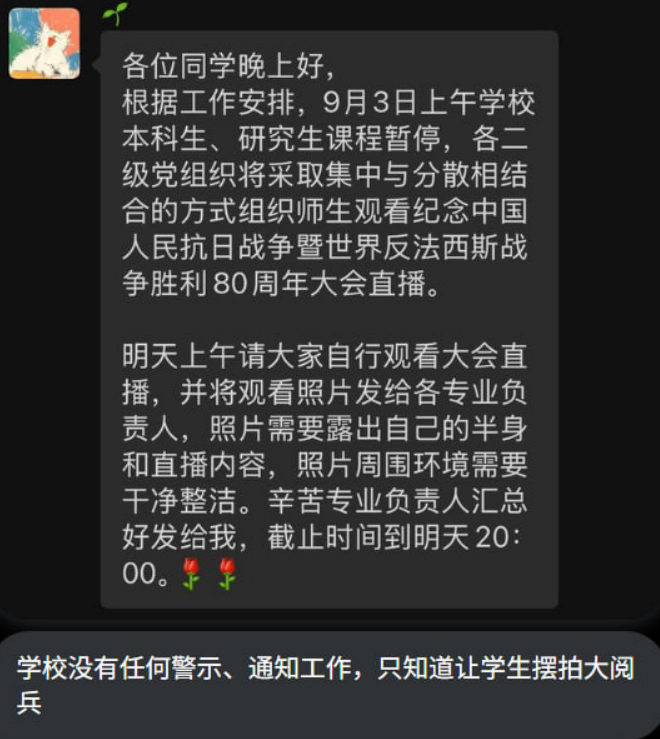 各位同学晚上好，
根据工作安排，9月3日上午学校
本科生、研究生课程暂停，各二
级党组织将采取集中与分散相结
合的方式组织师生观看纪念中国
人民抗日战争暨世界反法西斯战
争胜利80周年大会直播。
明天上午请大家自行观看大会直
播，并将观看照片发给各专业负
责人，照片需要露出自己的半身
和直播内容，照片周围环境需要
干净整洁。辛苦专业负责人汇总
好发给我，截止时间到明天20：
00。🌹🌹
学校没有任何警示、通知工作，只知道让学生摆拍大阅
兵